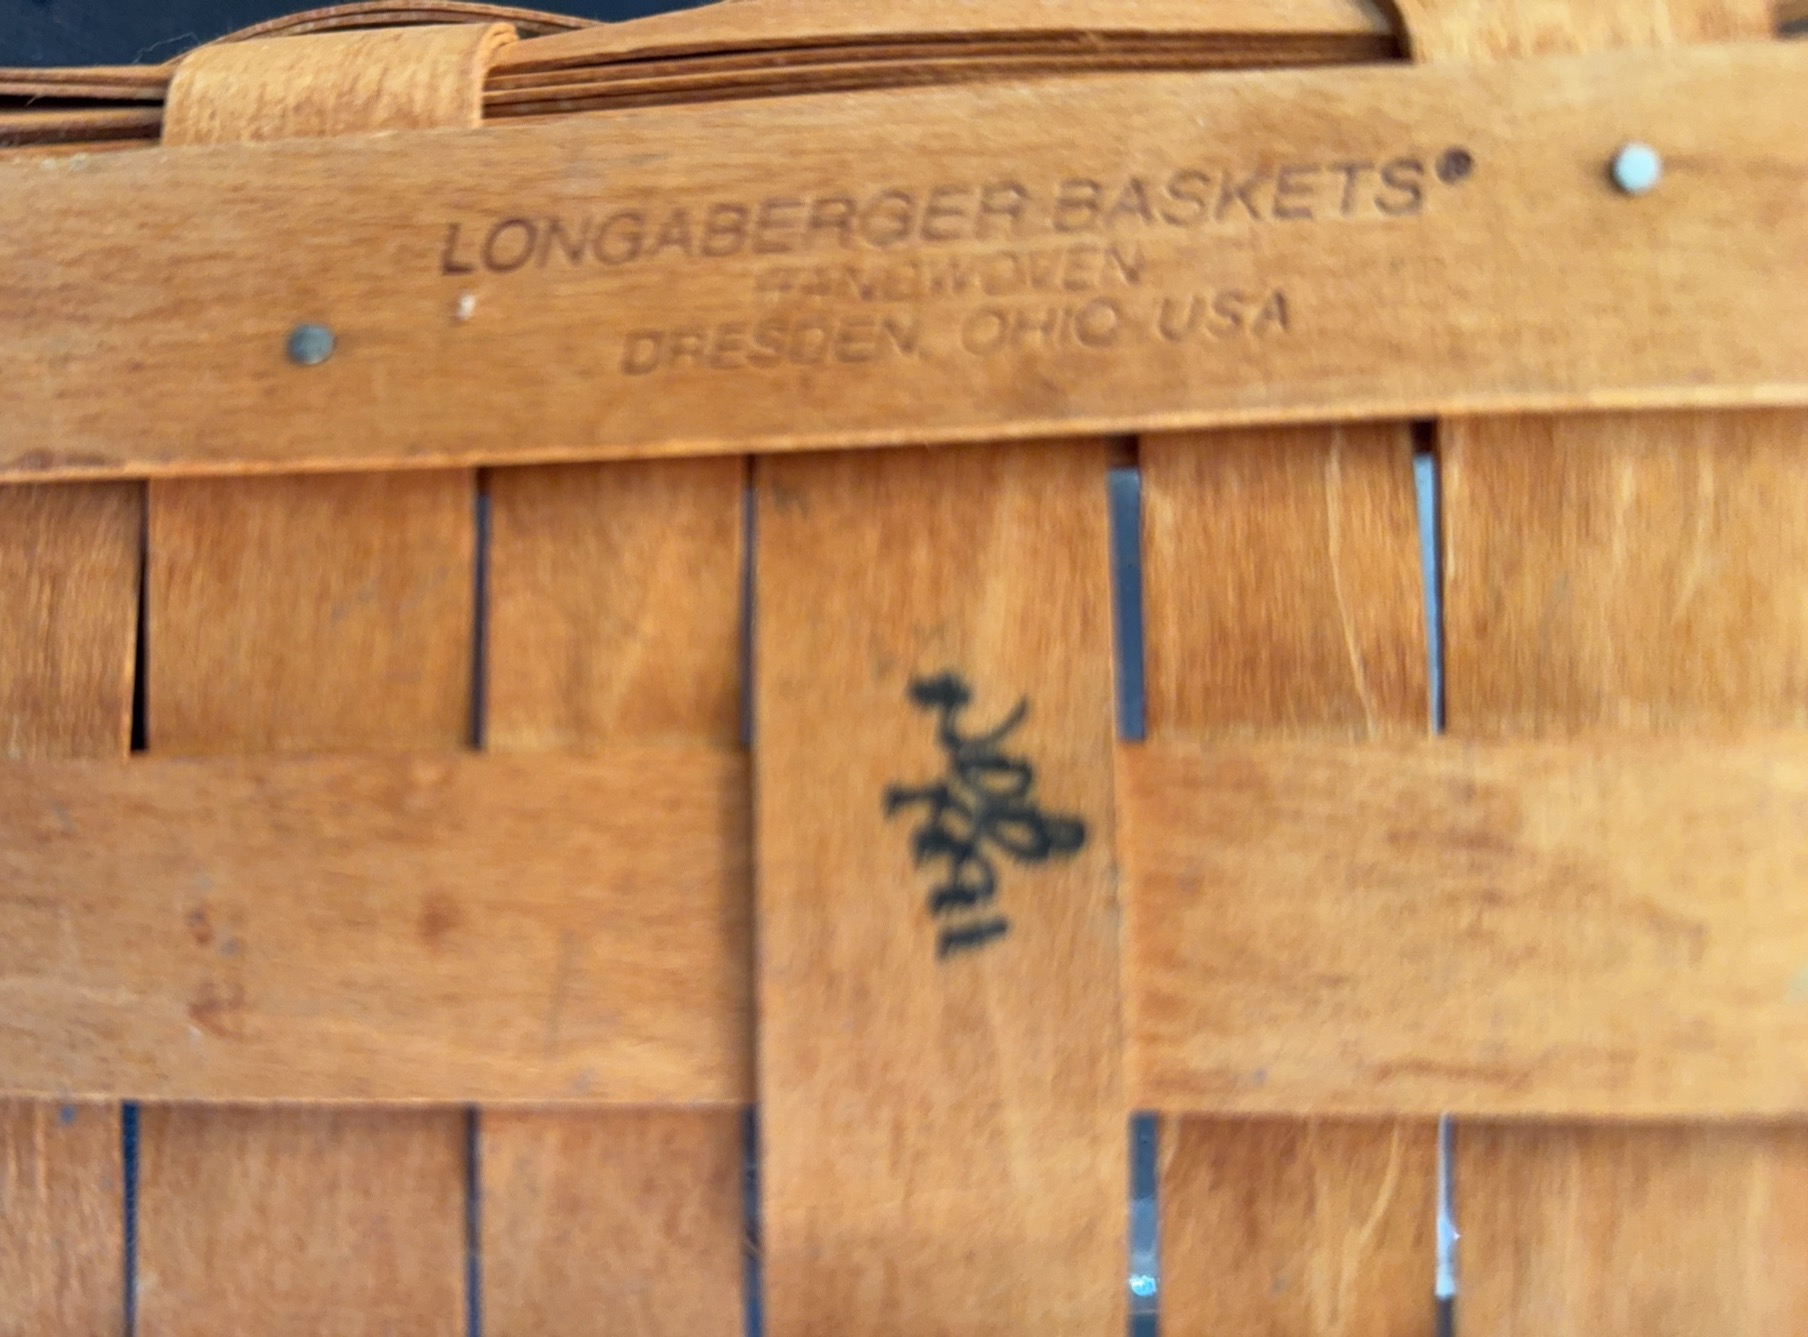 LONGABERGER BASKETS®
HANDWOVEN
DRESDEN, OHIO USA